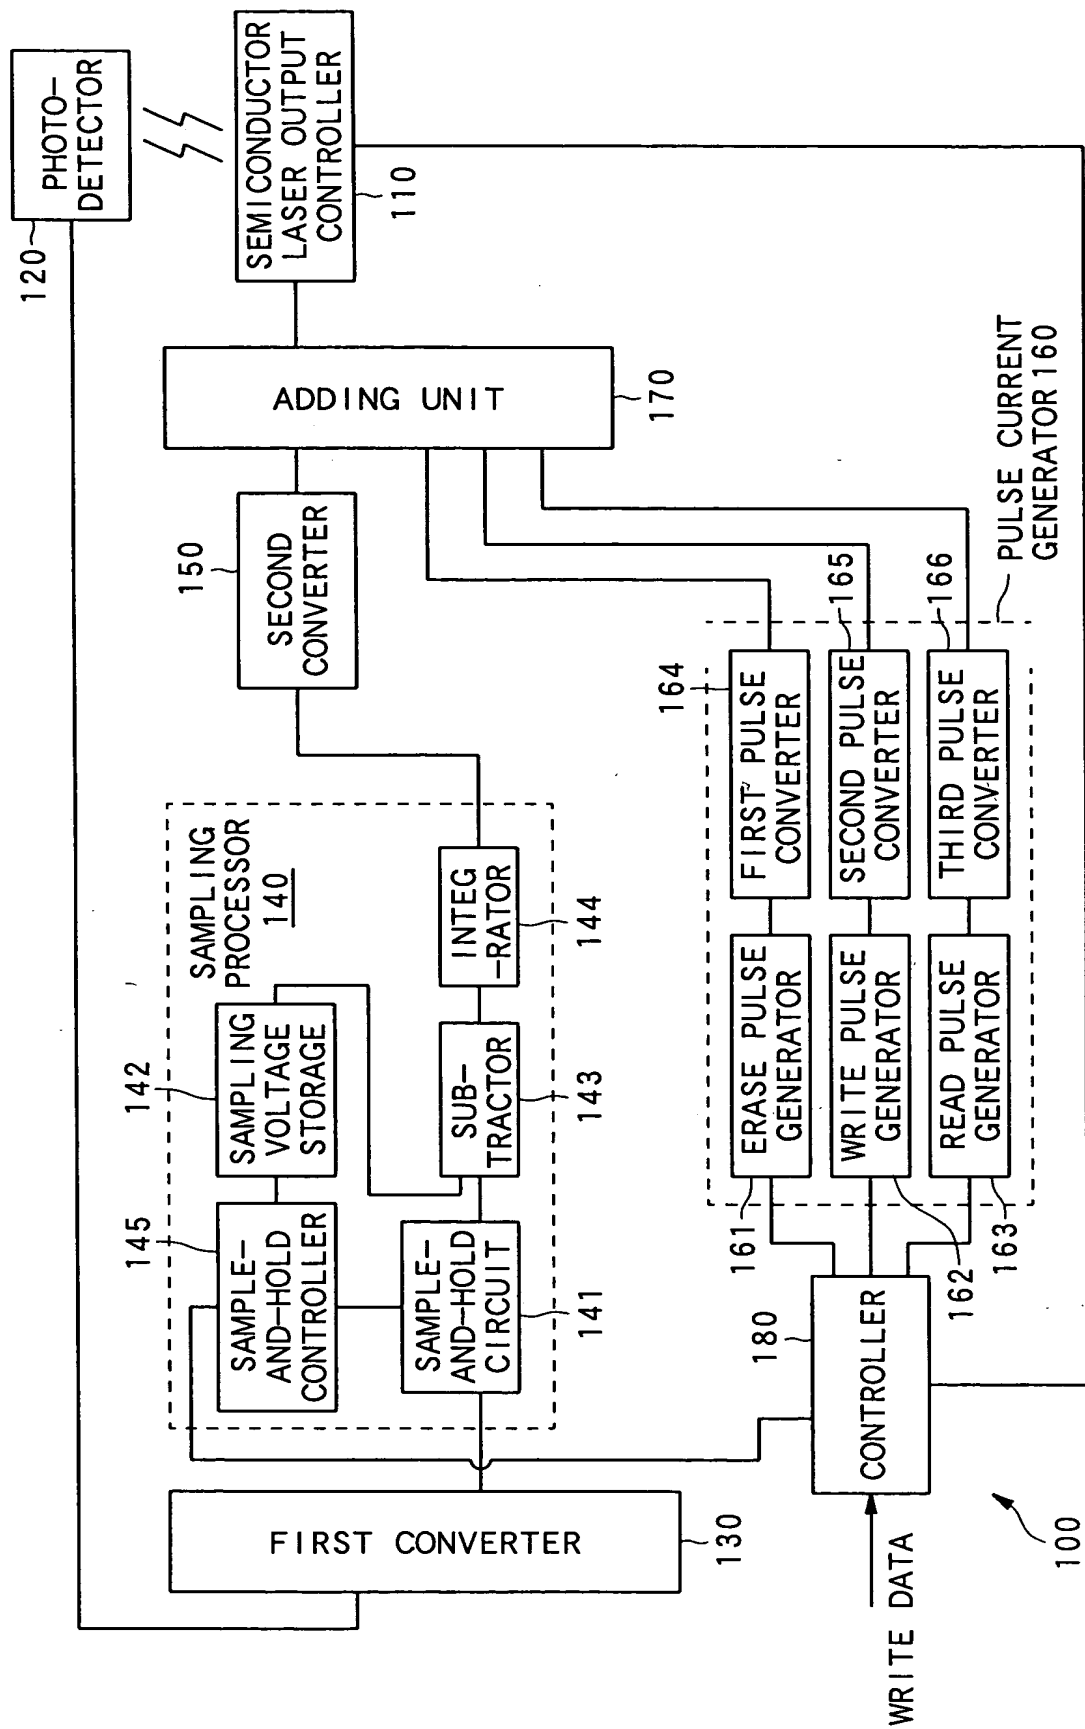 PHOTO-
DETECTOR
120
SEMICONDUCTOR
LASER OUTPUT
CONTROLLER
110
ADDING UNIT
170
SECOND
CONVERTER
150
SAMPLING
PROCESSOR
140
SAMPLE-
AND-HOLD
CONTROLLER
145
SAMPLING
VOLTAGE
STORAGE
142
SAMPLE-
AND-HOLD
CIRCUIT
141
SUB-
TRACTOR
143
INTEG
-RATOR
144
FIRST CONVERTER
130
PULSE CURRENT
GENERATOR 160
ERASE PULSE
GENERATOR
161
FIRST PULSE
CONVERTER
164
WRITE PULSE
GENERATOR
162
SECOND PULSE
CONVERTER
165
READ PULSE
GENERATOR
163
THIRD PULSE
CONVERTER
166
CONTROLLER
180
WRITE DATA
100